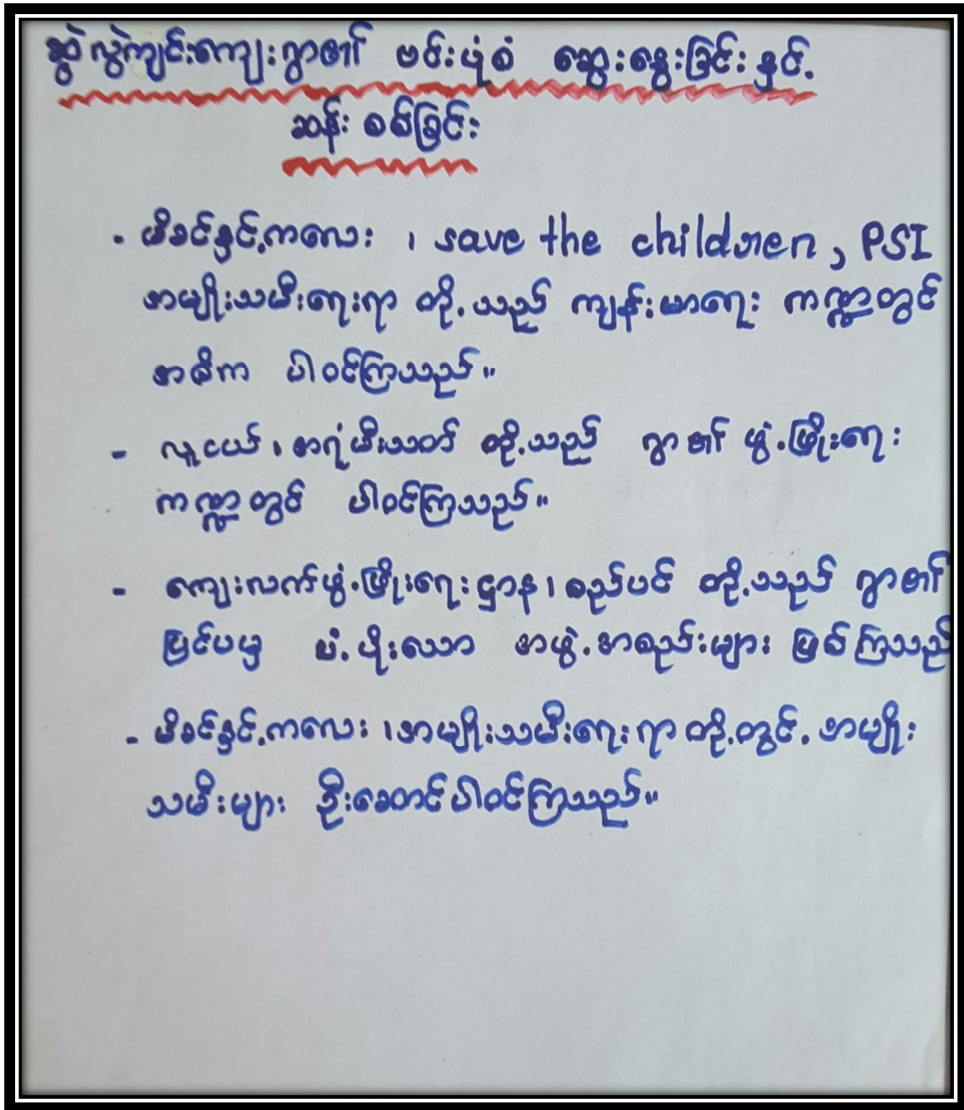 ဆွဲလွဲကျင်းကျေးရွာ၏ ဗင်းပုံစံ ဆွေးနွေးခြင်းနှင့်
ဆန်းစစ်ခြင်း
- မိခင်နှင့်ကလေး ၊ save the children, PSI
အမျိုးသမီးရေးရာ တို့သည် ကျန်းမာရေး ကဏ္ဍတွင်
အဓိက ပါဝင်ကြသည်။
- လူငယ် ၊ အရံမီးသတ် တို့သည် ရွာ၏ ဖွံ့ဖြိုးရေး
ကဏ္ဍတွင် ပါဝင်ကြသည်။
- ကျေးလက်ဖွံ့ဖြိုးရေးဌာန ၊ စည်ပင် တို့သည် ရွာ၏
ပြင်ပမှ ပံ့ပိုးသော အဖွဲ့အစည်းများ ဖြစ်ကြသည်
- မိခင်နှင့်ကလေး ၊ အမျိုးသမီးရေးရာ တို့တွင် အမျိုး
သမီးများ ဦးဆောင်ပါဝင်ကြသည်။